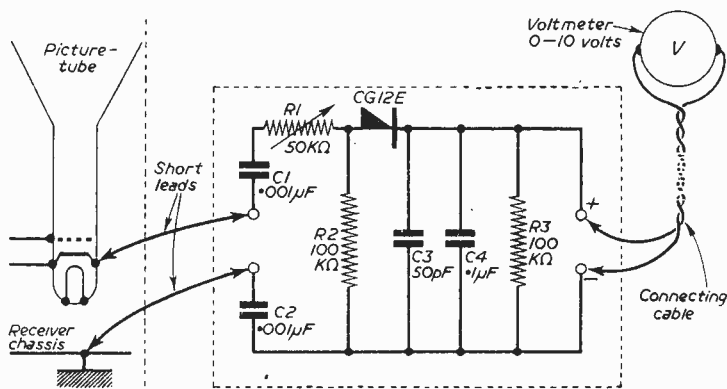 Picture-
tube
Voltmeter
0–10 volts
V
CG12E
R1
50KΩ
C1
·001μF
Short
leads
R2
100
KΩ
C3
50pF
C4
·1μF
R3
100
KΩ
+
−
C2
·001μF
Receiver
chassis
Connecting
cable